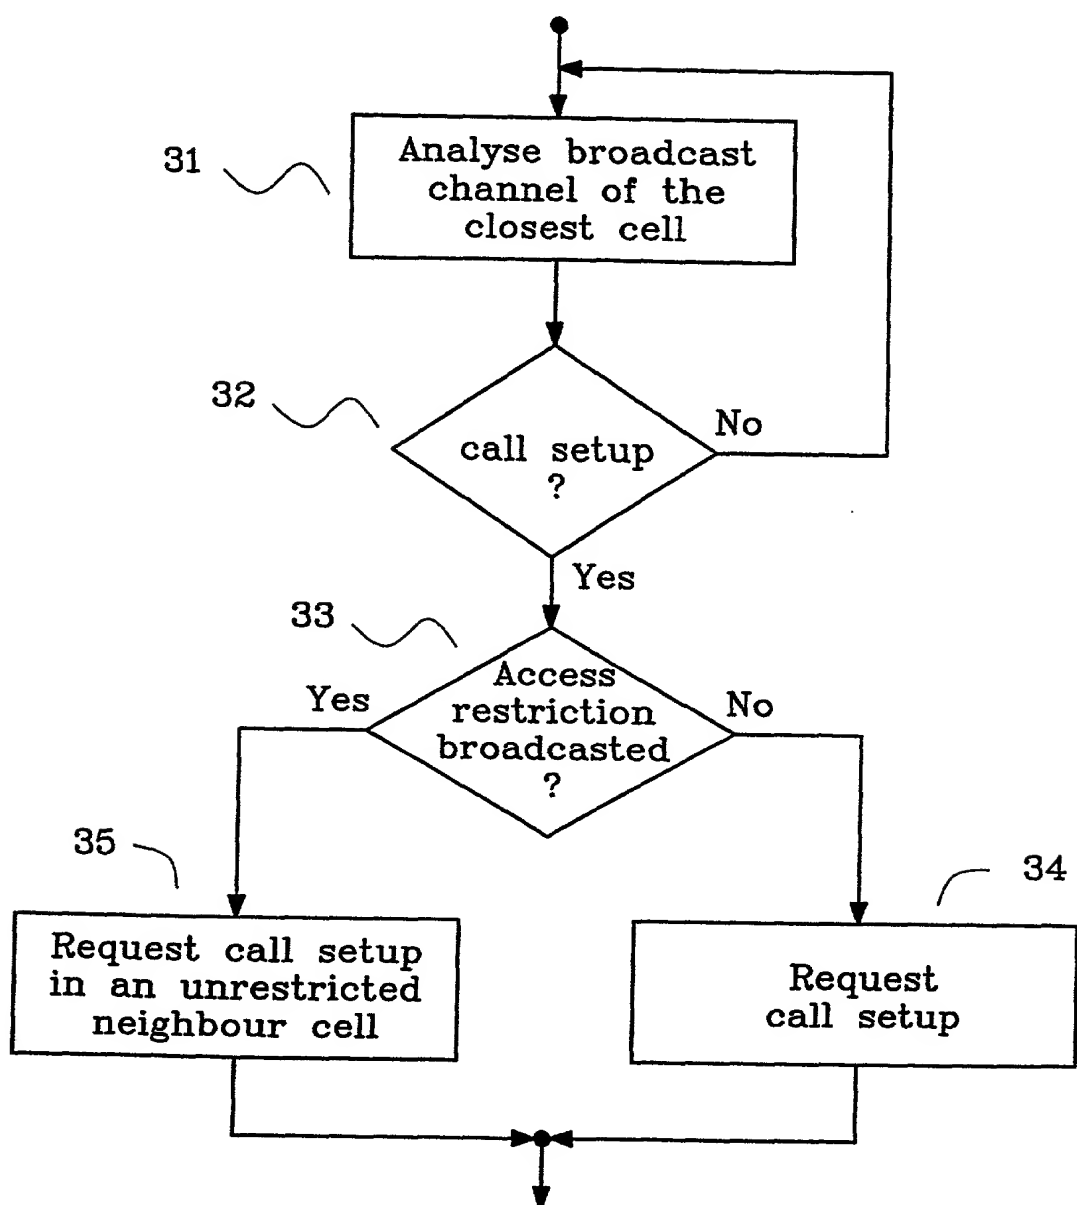 31
Analyse broadcast
channel of the
closest cell
32
call setup
?
No
Yes
33
Access
restriction
broadcasted
?
Yes
No
35
Request call setup
in an unrestricted
neighbour cell
34
Request
call setup